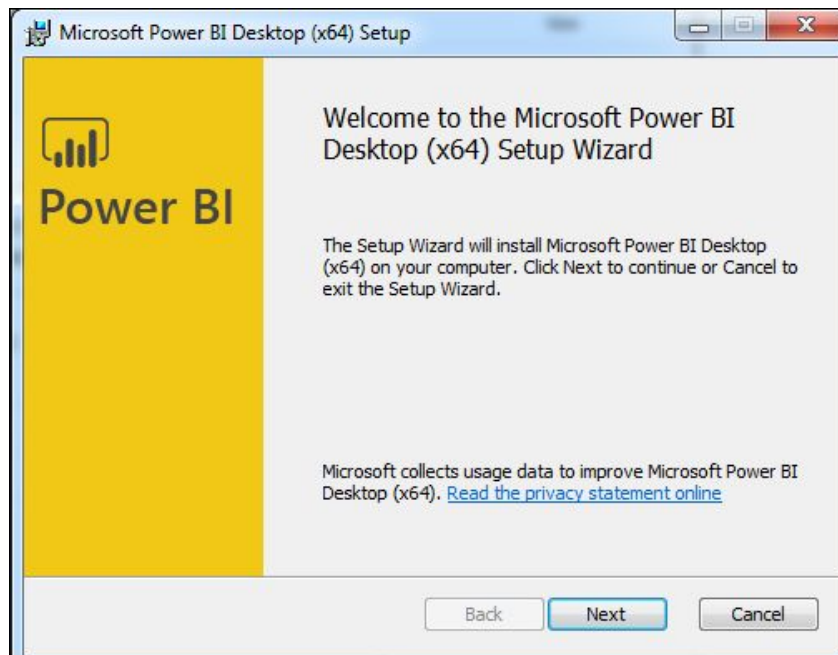 Microsoft Power BI Desktop (x64) Setup
Power BI
Welcome to the Microsoft Power BI
Desktop (x64) Setup Wizard
The Setup Wizard will install Microsoft Power BI Desktop
(x64) on your computer. Click Next to continue or Cancel to
exit the Setup Wizard.
Microsoft collects usage data to improve Microsoft Power BI
Desktop (x64). Read the privacy statement online
Back Next Cancel